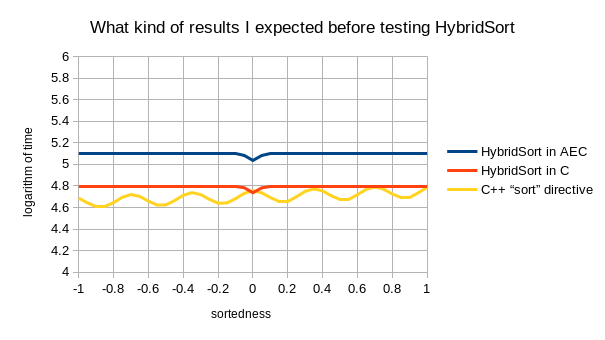 What kind of results I expected before testing HybridSort
6
5.8
5.6
5.4
5.2
5
4.8
4.6
4.4
4.2
4
logarithm of time
-1 -0.8 -0.6 -0.4 -0.2 0 0.2 0.4 0.6 0.8 1
sortedness
HybridSort in AEC
HybridSort in C
C++ “sort” directive